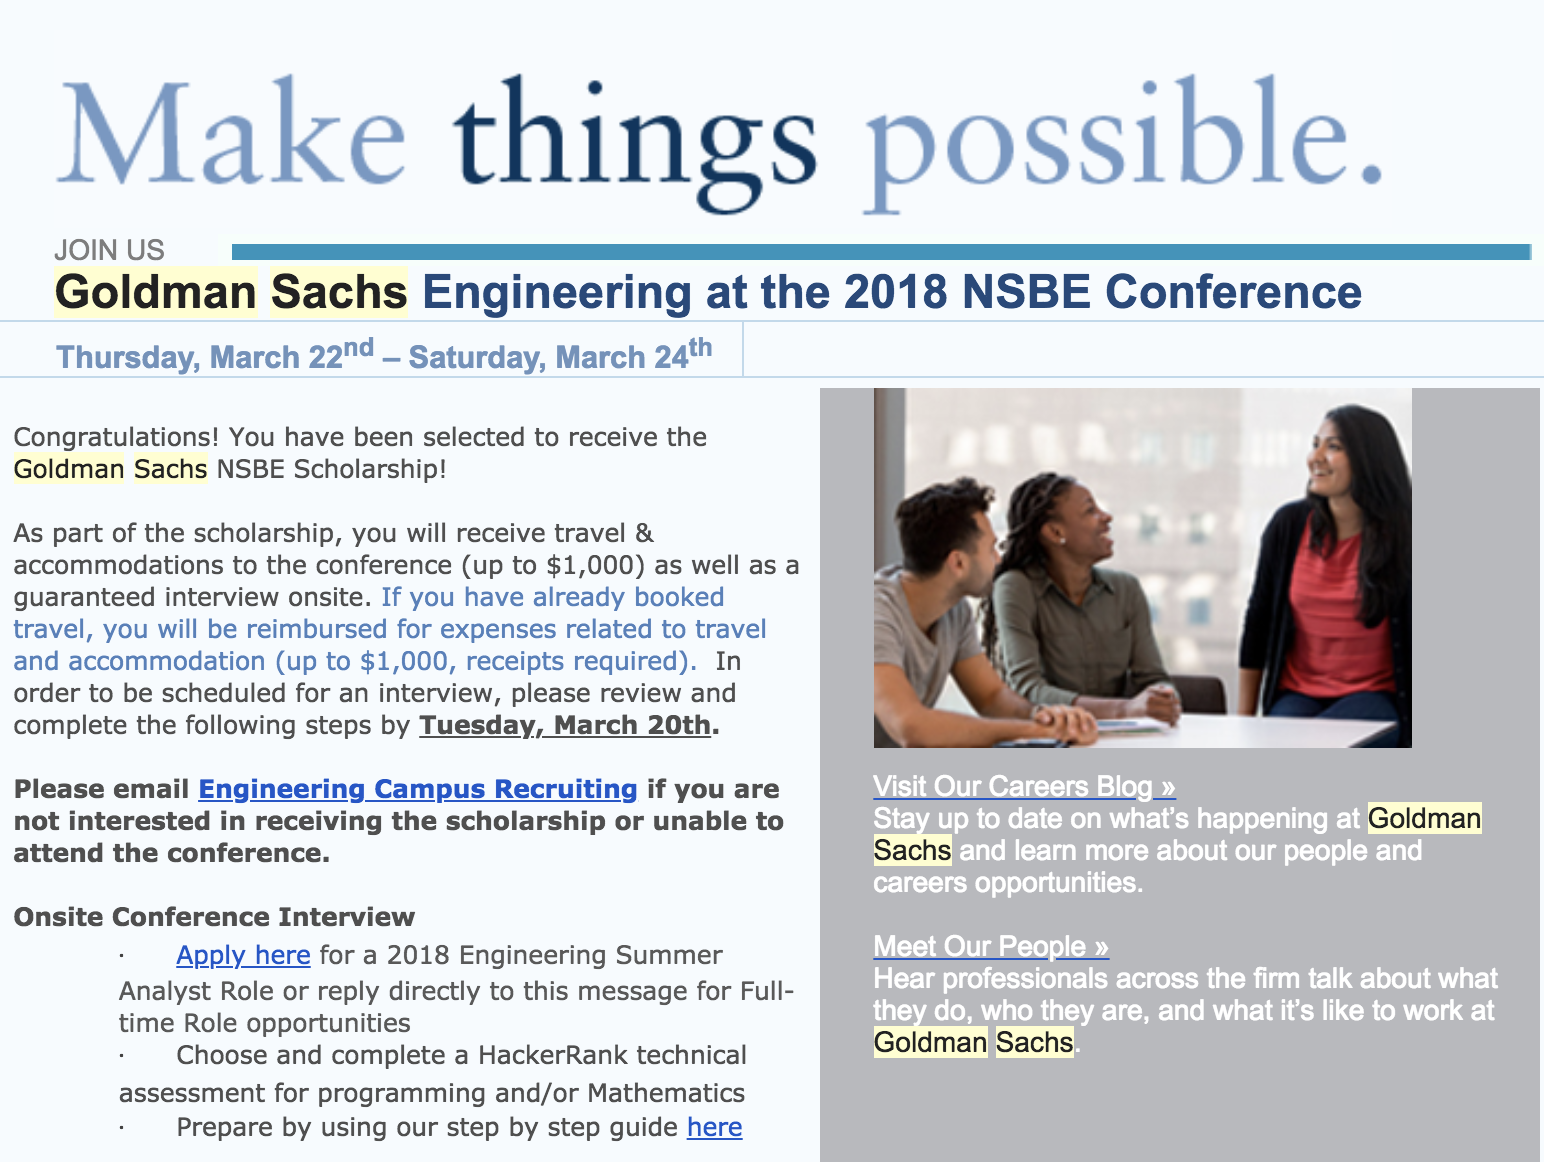 Make things possible.
JOIN US
Goldman Sachs Engineering at the 2018 NSBE Conference
Thursday, March 22nd – Saturday, March 24th
Congratulations! You have been selected to receive the
Goldman Sachs NSBE Scholarship!
As part of the scholarship, you will receive travel &
accommodations to the conference (up to $1,000) as well as a
guaranteed interview onsite. If you have already booked
travel, you will be reimbursed for expenses related to travel
and accommodation (up to $1,000, receipts required).  In
order to be scheduled for an interview, please review and
complete the following steps by Tuesday, March 20th.
Please email Engineering Campus Recruiting if you are
not interested in receiving the scholarship or unable to
attend the conference.
Onsite Conference Interview
· Apply here for a 2018 Engineering Summer
Analyst Role or reply directly to this message for Full-
time Role opportunities
· Choose and complete a HackerRank technical
assessment for programming and/or Mathematics
· Prepare by using our step by step guide here
Visit Our Careers Blog »
Stay up to date on what’s happening at Goldman
Sachs and learn more about our people and
careers opportunities.
Meet Our People »
Hear professionals across the firm talk about what
they do, who they are, and what it’s like to work at
Goldman Sachs.